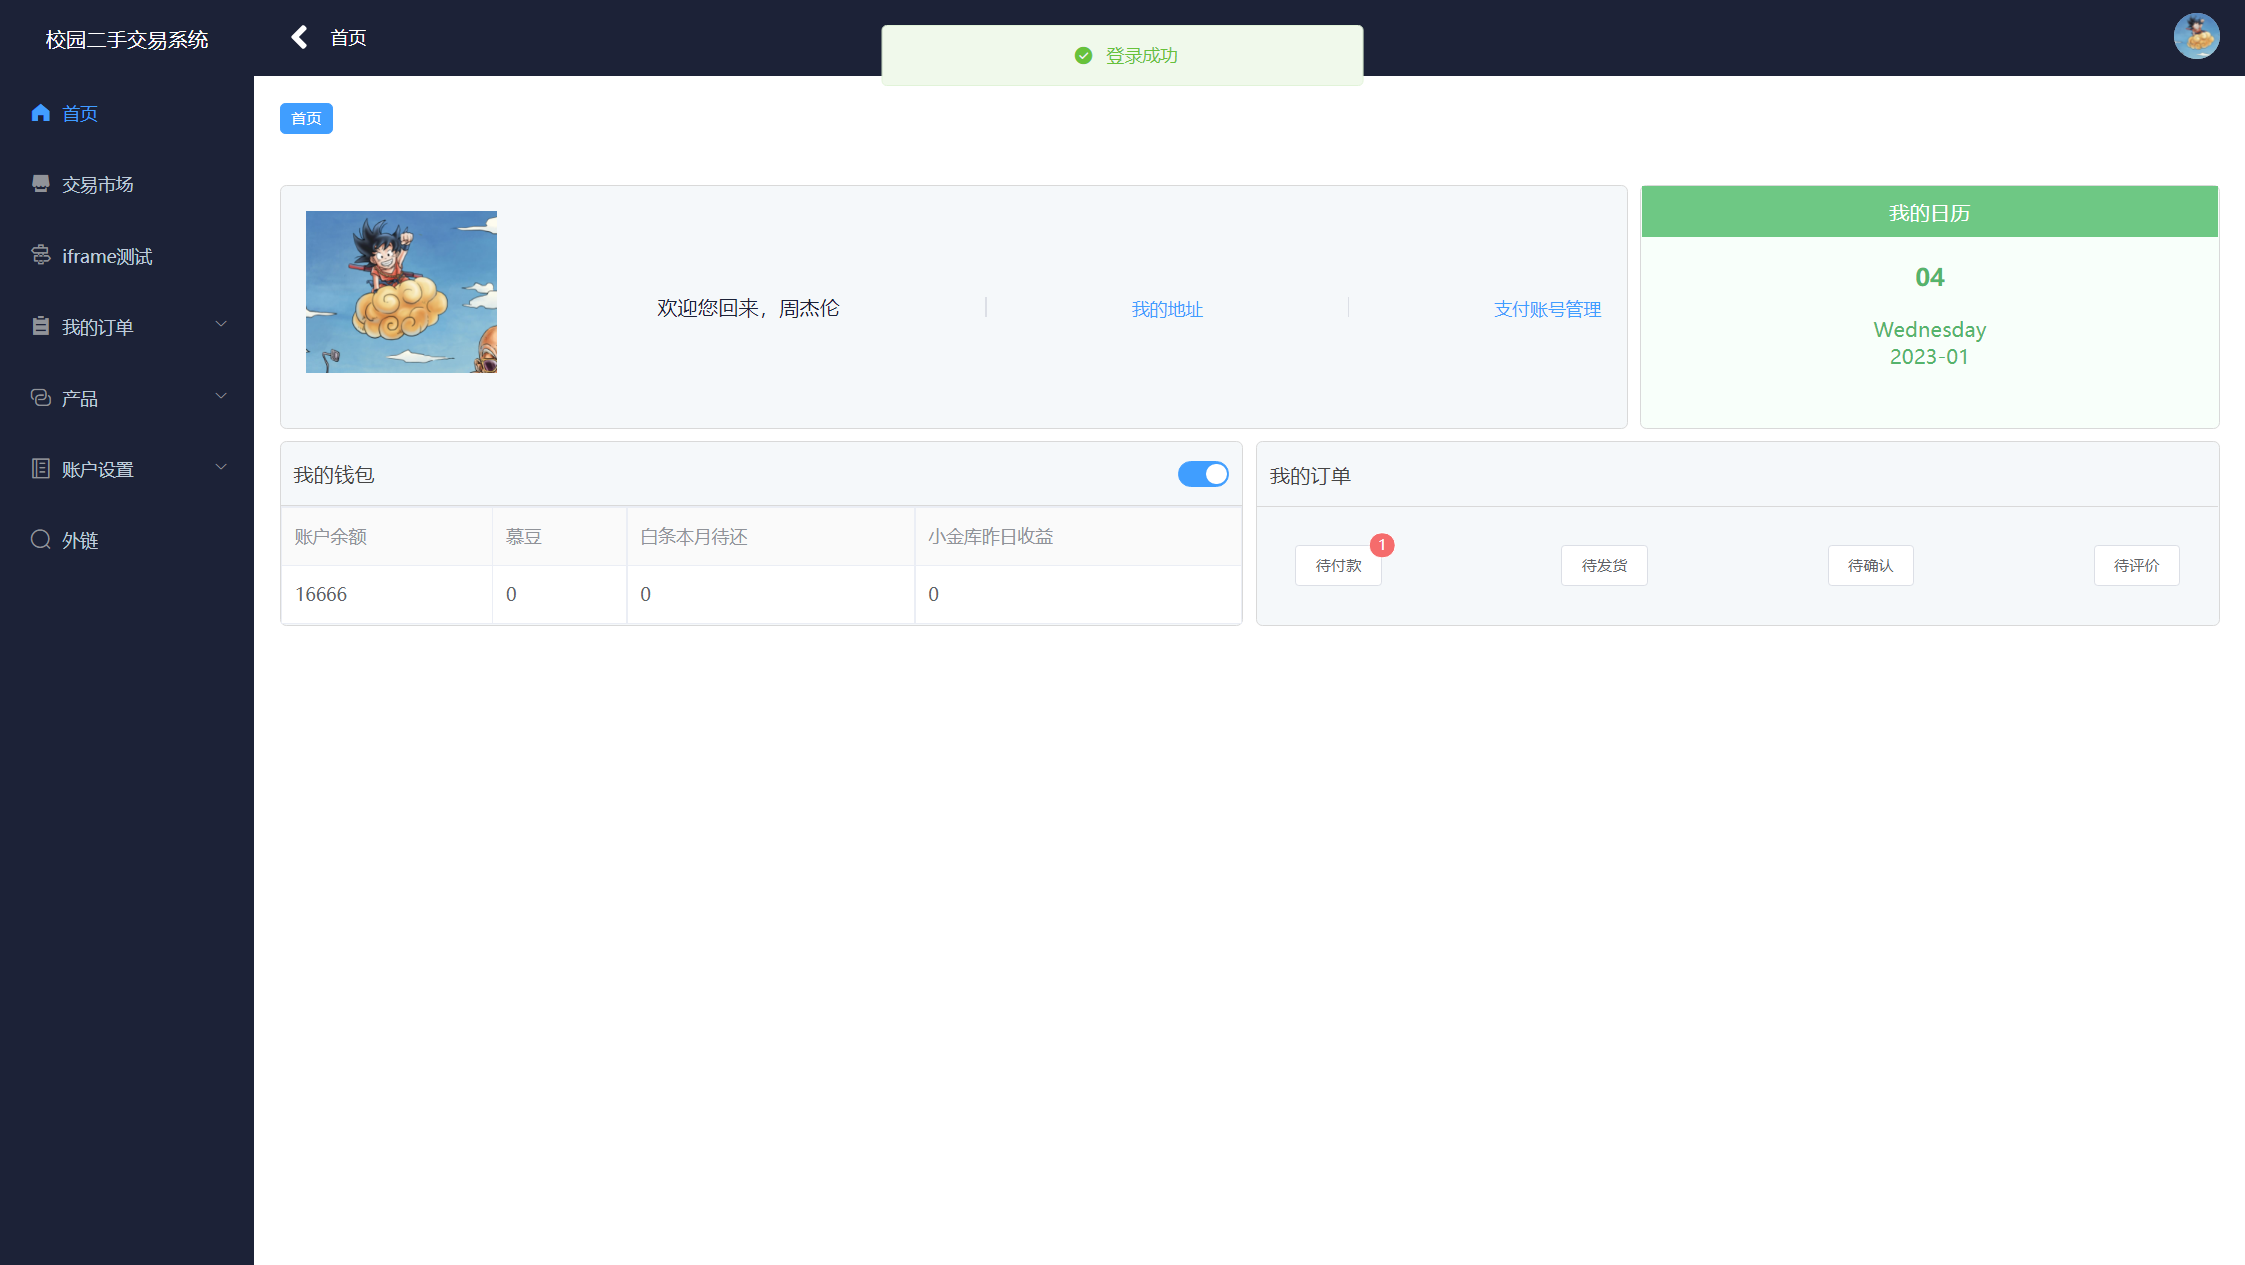 校园二手交易系统
首页
登录成功
首页
交易市场
iframe测试
我的订单
产品
账户设置
外链
首页
欢迎您回来，周杰伦
我的地址
支付账号管理
我的日历
04
Wednesday
2023-01
我的钱包
账户余额 慕豆 白条本月待还 小金库昨日收益
16666 0 0 0
我的订单
待付款 1 待发货 待确认 待评价